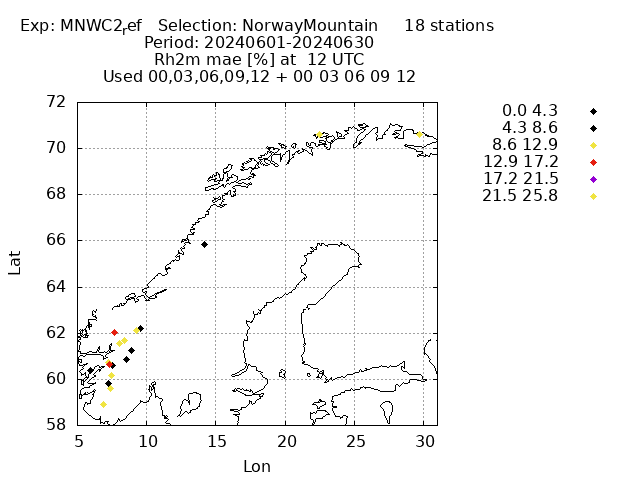 Exp: MNWC2ref Selection: NorwayMountain 18 stations
Period: 20240601-20240630
Rh2m mae [%] at 12 UTC
Used 00,03,06,09,12 + 00 03 06 09 12
0.0 4.3
4.3 8.6
8.6 12.9
12.9 17.2
17.2 21.5
21.5 25.8
72
70
68
66
64
62
60
58
Lat
5 10 15 20 25 30
Lon